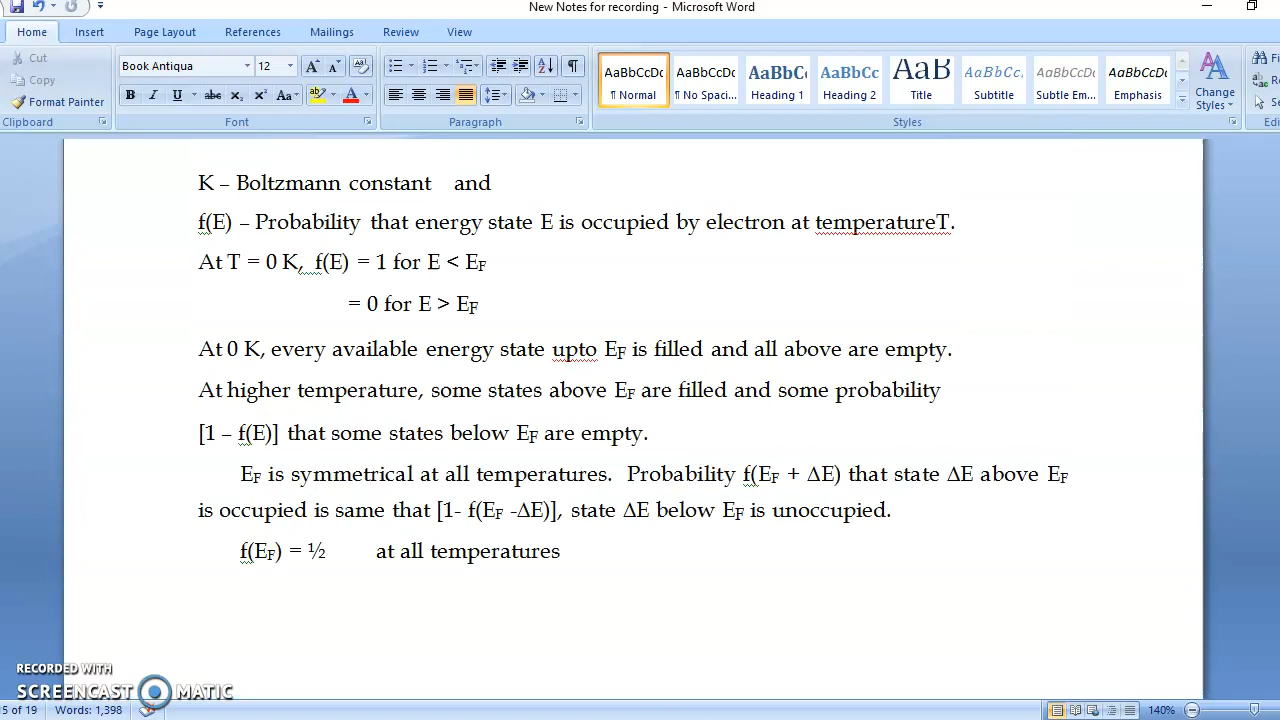 New Notes for recording - Microsoft Word
Home Insert Page Layout References Mailings Review View
Cut
Copy
Format Painter
Clipboard
Book Antiqua 12
Font
Paragraph
AaBbCcDc AaBbCcDc AaBbC AaBbCc AaB AaBbCc. AaBbCcDc AaBbCcDc
¶ Normal ¶ No Spaci... Heading 1 Heading 2 Title Subtitle Subtle Em... Emphasis
Change Styles
Styles
K – Boltzmann constant and
f(E) – Probability that energy state E is occupied by electron at temperatureT.
At T = 0 K, f(E) = 1 for E < EF
= 0 for E > EF
At 0 K, every available energy state upto EF is filled and all above are empty.
At higher temperature, some states above EF are filled and some probability
[1 – f(E)] that some states below EF are empty.
EF is symmetrical at all temperatures. Probability f(EF + ΔE) that state ΔE above EF
is occupied is same that [1- f(EF -ΔE)], state ΔE below EF is unoccupied.
f(EF) = ½ at all temperatures
RECORDED WITH
SCREENCAST MATIC
5 of 19 Words: 1,398 140%